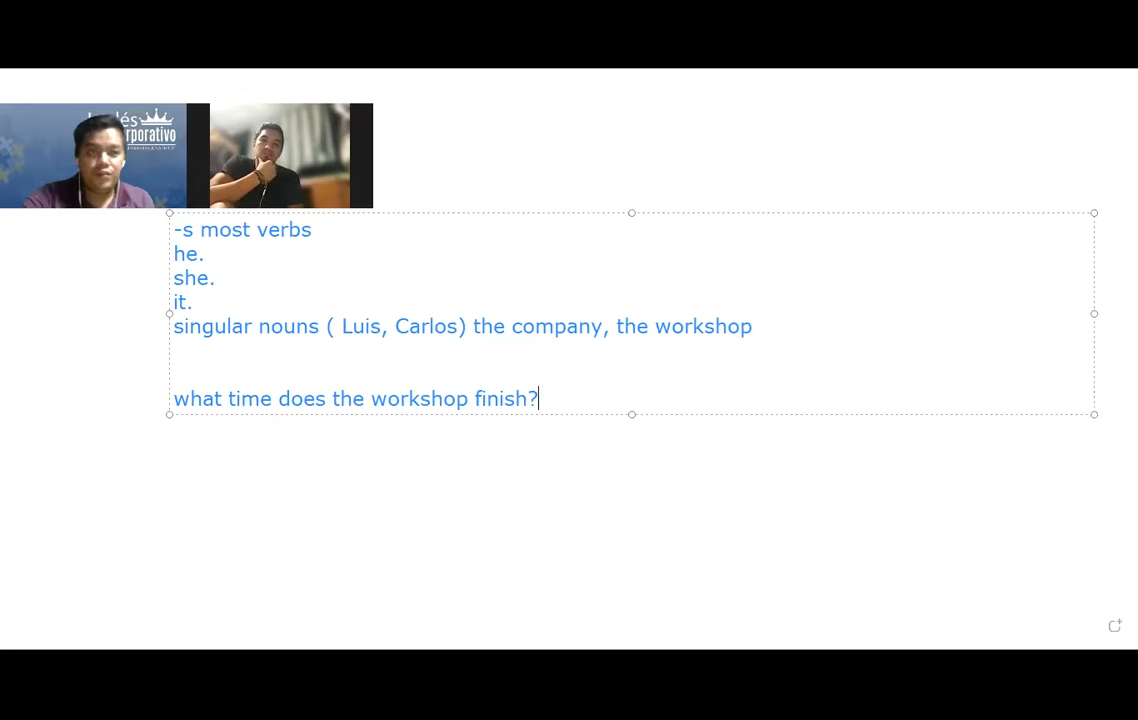 -s most verbs
he.
she.
it.
singular nouns ( Luis, Carlos) the company, the workshop
what time does the workshop finish?